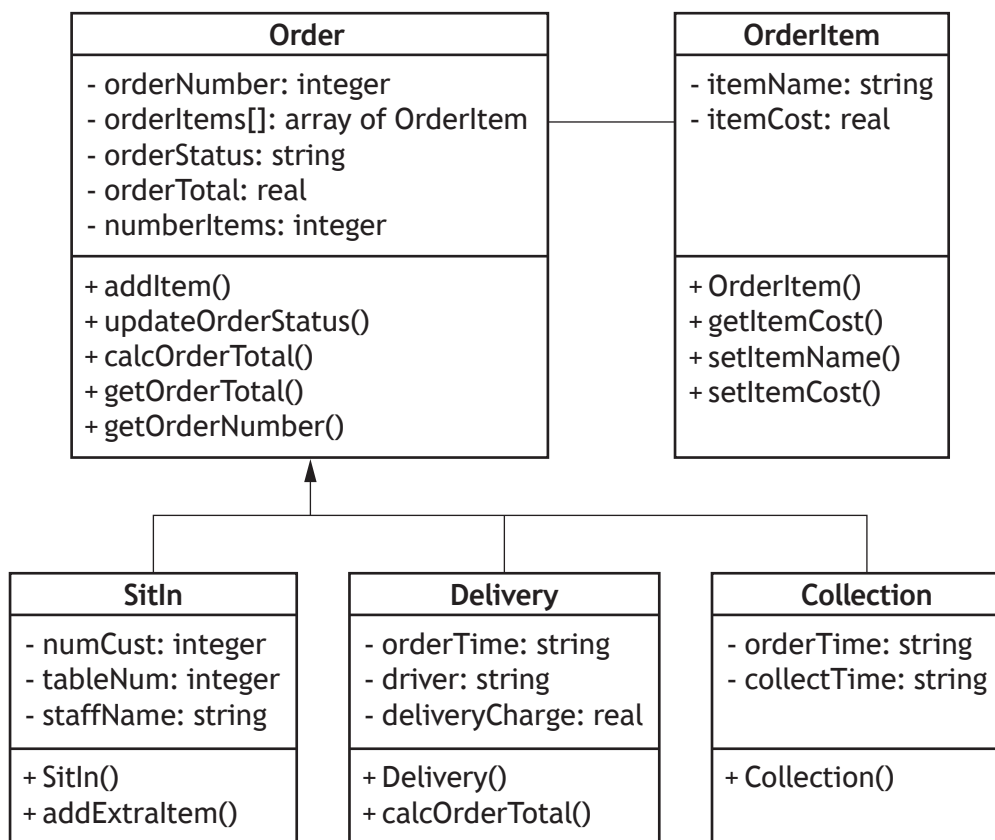 Order
- orderNumber: integer
- orderItems[]: array of OrderItem
- orderStatus: string
- orderTotal: real
- numberItems: integer
+ addItem()
+ updateOrderStatus()
+ calcOrderTotal()
+ getOrderTotal()
+ getOrderNumber()
OrderItem
- itemName: string
- itemCost: real
+ OrderItem()
+ getItemCost()
+ setItemName()
+ setItemCost()
SitIn
- numCust: integer
- tableNum: integer
- staffName: string
+ SitIn()
+ addExtraItem()
Delivery
- orderTime: string
- driver: string
- deliveryCharge: real
+ Delivery()
+ calcOrderTotal()
Collection
- orderTime: string
- collectTime: string
+ Collection()